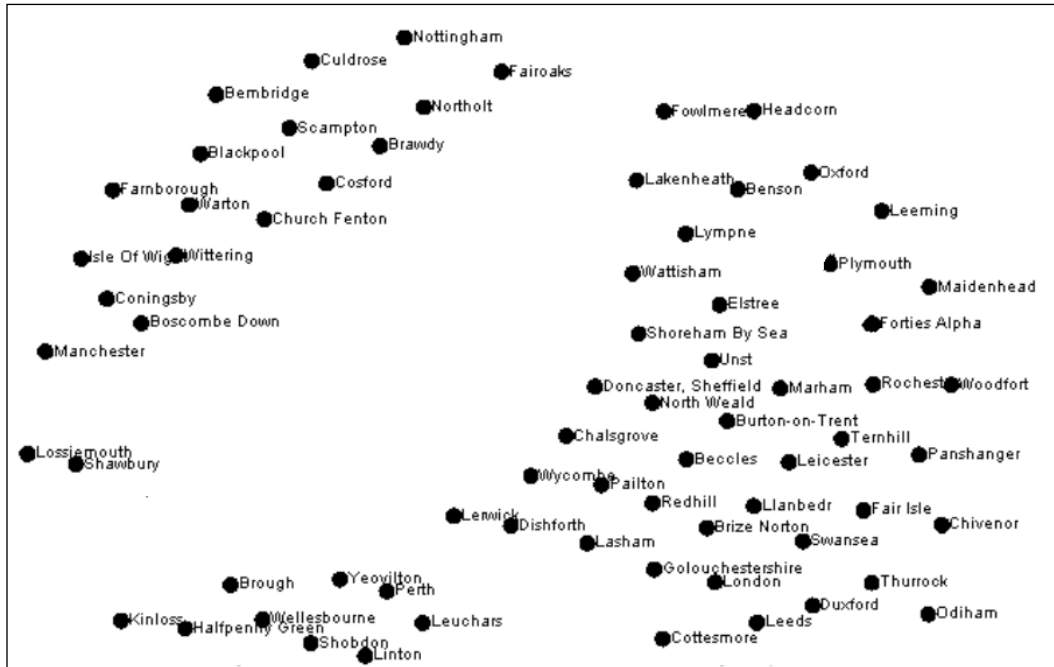 Nottingham
Culdrose
Fairoaks
Bembridge
Northolt
Fowlmere
Headcorn
Scampton
Brawdy
Blackpool
Oxford
Lakenheath
Cosford
Benson
Farnborough
Warton
Leeming
Church Fenton
Lympne
Isle Of Wight
Wittering
Plymouth
Wattisham
Maidenhead
Coningsby
Elstree
Boscombe Down
Forties Alpha
Shoreham By Sea
Manchester
Unst
Doncaster, Sheffield
Marham
Rochest
Woodfort
North Weald
Burton-on-Trent
Chalsgrove
Ternhill
Lossiemouth
Panshanger
Shawbury
Beccles
Leicester
Wycombe
Pailton
Redhill
Llanbedr
Fair Isle
Lerwick
Dishforth
Brize Norton
Chivenor
Lasham
Swansea
Golouchestershire
Yeovilton
Brough
London
Thurrock
Perth
Duxford
Odiham
Kinloss
Wellesbourne
Halfpenny Green
Leuchars
Leeds
Cottesmore
Shobdon
Linton